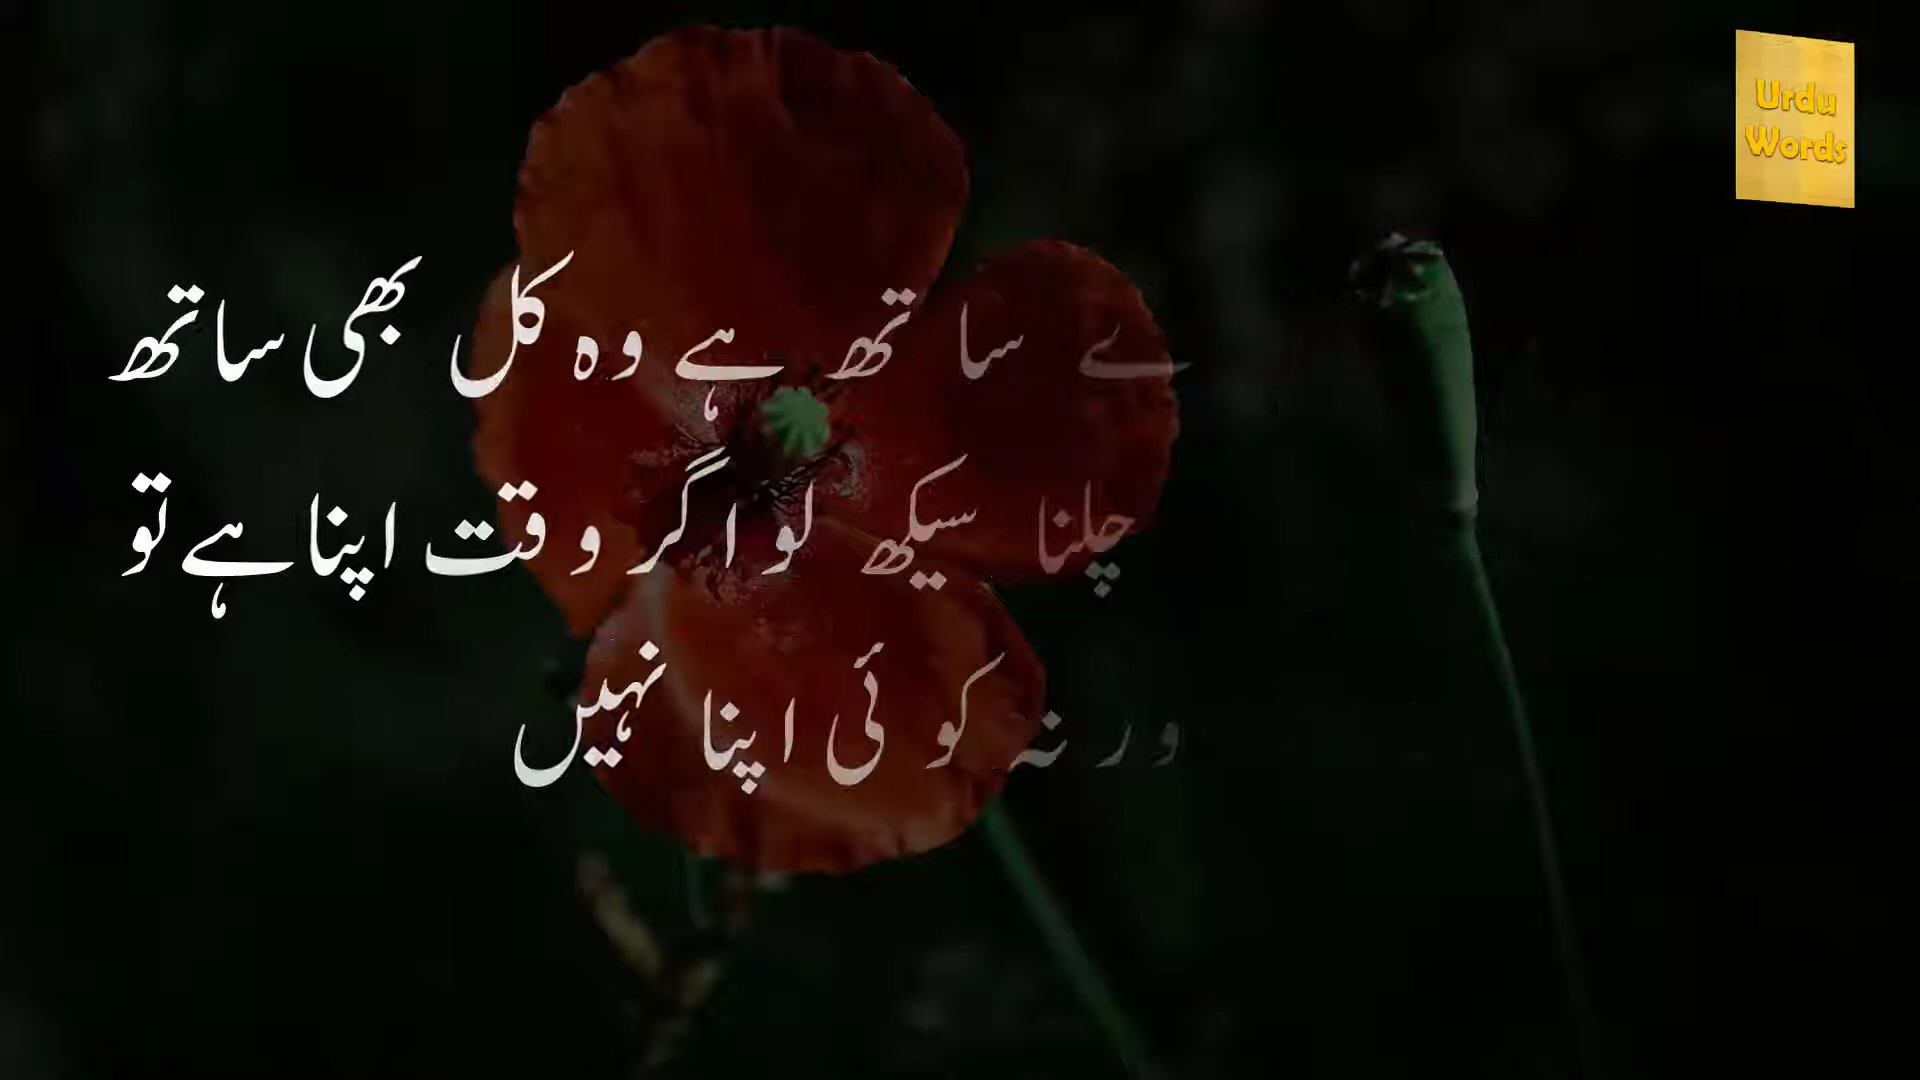 ے ساتھ ہے وہ کل بھی ساتھ
چلنا سیکھ لو اگر وقت اپنا ہے تو
ورنہ کوئی اپنا نہیں
Urdu
Words